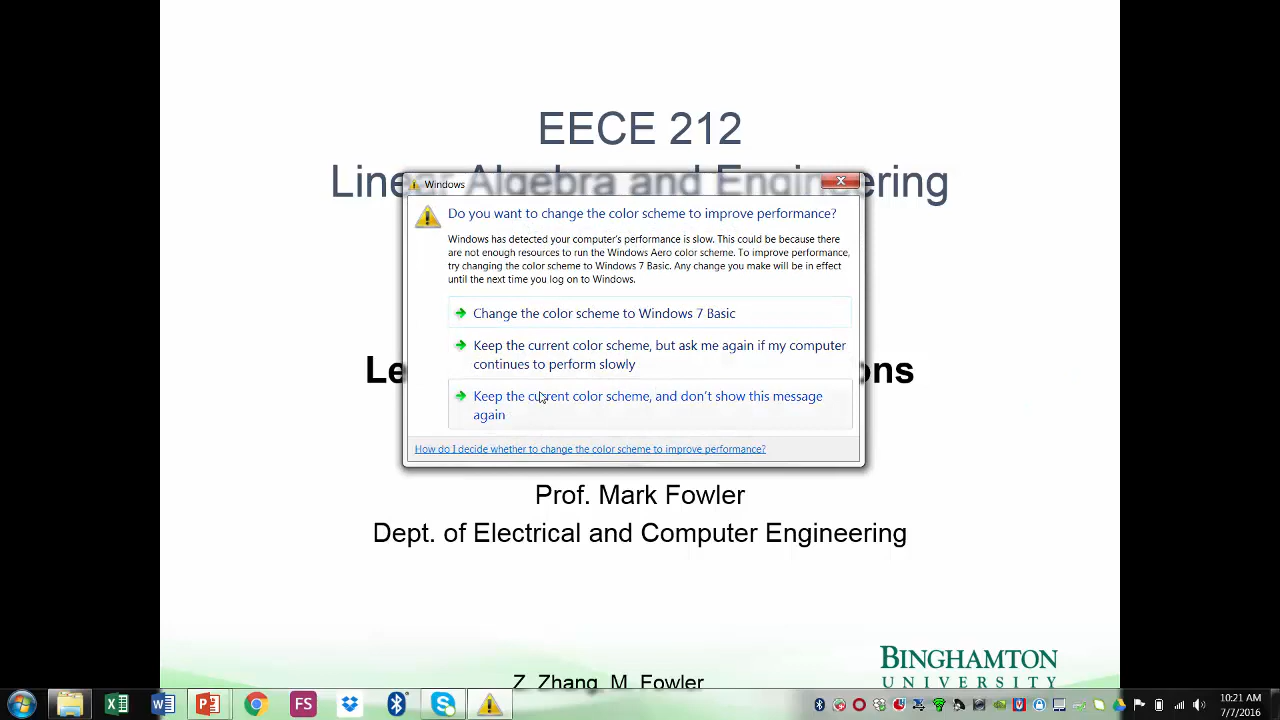 EECE 212
Linear Algebra and Engineering
Windows
Do you want to change the color scheme to improve performance?
Windows has detected your computer's performance is slow. This could be because there
are not enough resources to run the Windows Aero color scheme. To improve performance,
try changing the color scheme to Windows 7 Basic. Any change you make will be in effect
until the next time you log on to Windows.
Change the color scheme to Windows 7 Basic
Keep the current color scheme, but ask me again if my computer
continues to perform slowly
Keep the current color scheme, and don't show this message
again
How do I decide whether to change the color scheme to improve performance?
Prof. Mark Fowler
Dept. of Electrical and Computer Engineering
BINGHAMTON
UNIVERSITY
Z. Zhang, M. Fowler
FS
10:21 AM
7/7/2016